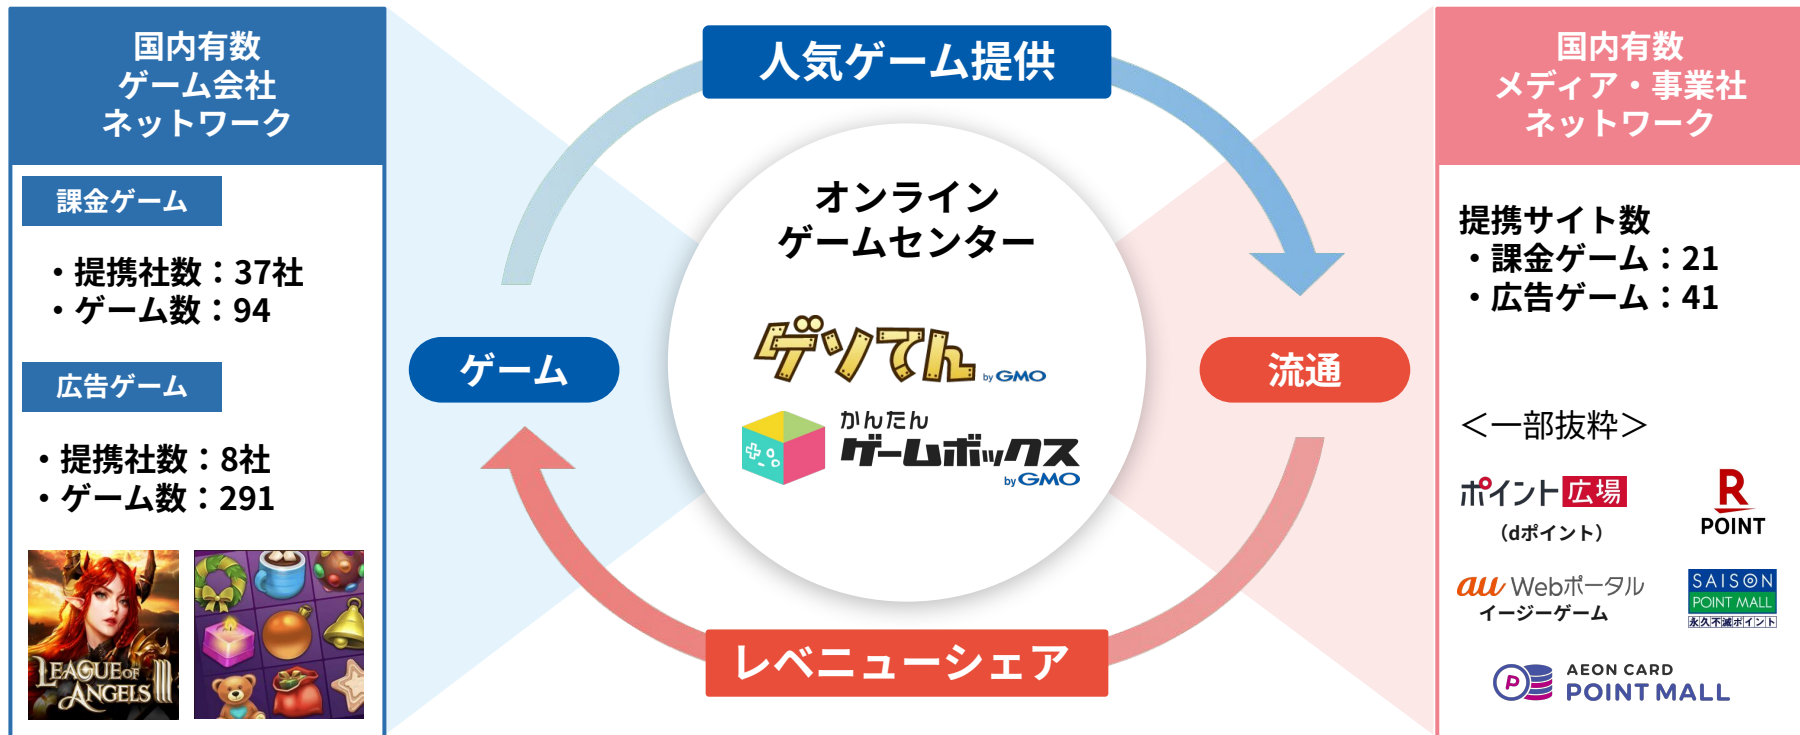 国内有数
ゲーム会社
ネットワーク
課金ゲーム
・提携社数：37社
・ゲーム数：94
広告ゲーム
・提携社数：8社
・ゲーム数：291
LEAGUE OF
ANGELS III
人気ゲーム提供
オンライン
ゲームセンター
ゲソてん by GMO
かんたん
ゲームボックス
by GMO
ゲーム
流通
レベニューシェア
国内有数
メディア・事業社
ネットワーク
提携サイト数
・課金ゲーム：21
・広告ゲーム：41
＜一部抜粋＞
ポイント広場
（dポイント）
R
POINT
au Webポータル
イージーゲーム
SAISON
POINT MALL
永久不滅ポイント
P
AEON CARD
POINT MALL